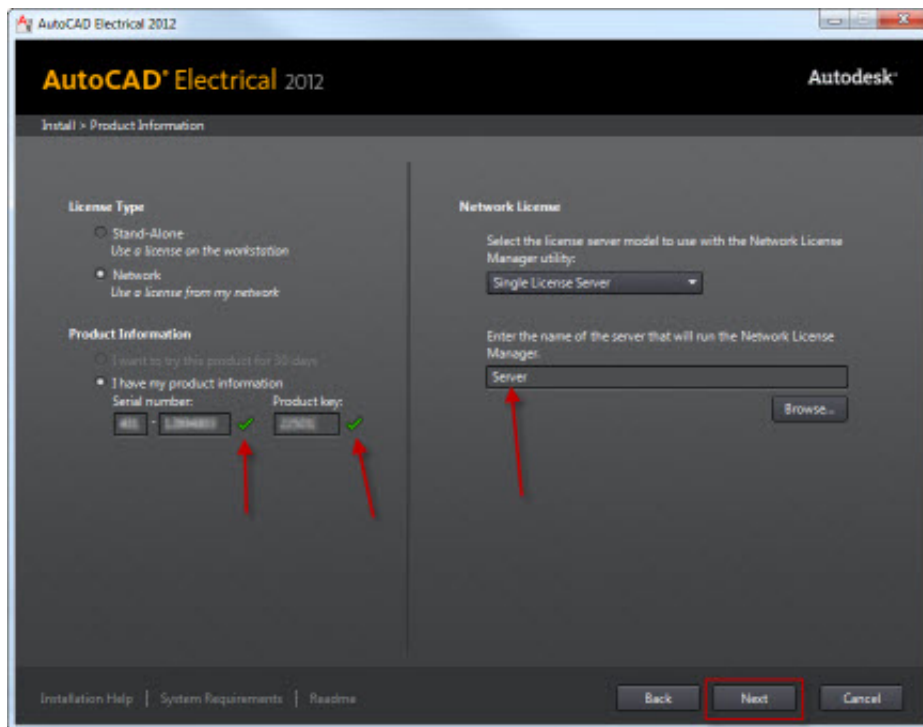 AutoCAD Electrical 2012
AutoCAD® Electrical 2012
Autodesk®
Install > Product Information
License Type
Stand-Alone
Use a license on the workstation
Network
Use a license from my network
Product Information
I want to try this product for 30 days
I have my product information
Serial number: Product key:
Network License
Select the license server model to use with the Network License
Manager utility:
Single License Server
Enter the name of the server that will run the Network License
Manager.
Server
Browse...
Installation Help | System Requirements | Readme
Back Next Cancel